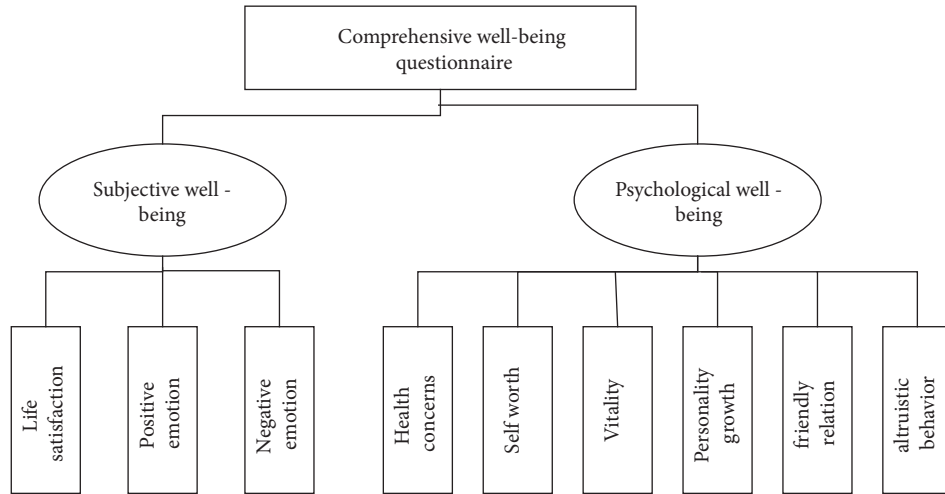 Comprehensive well-being
questionnaire
Subjective well -
being
Psychological well -
being
Life
satisfaction
Positive
emotion
Negative
emotion
Health
concerns
Self worth
Vitality
Personality
growth
friendly
relation
altruistic
behavior